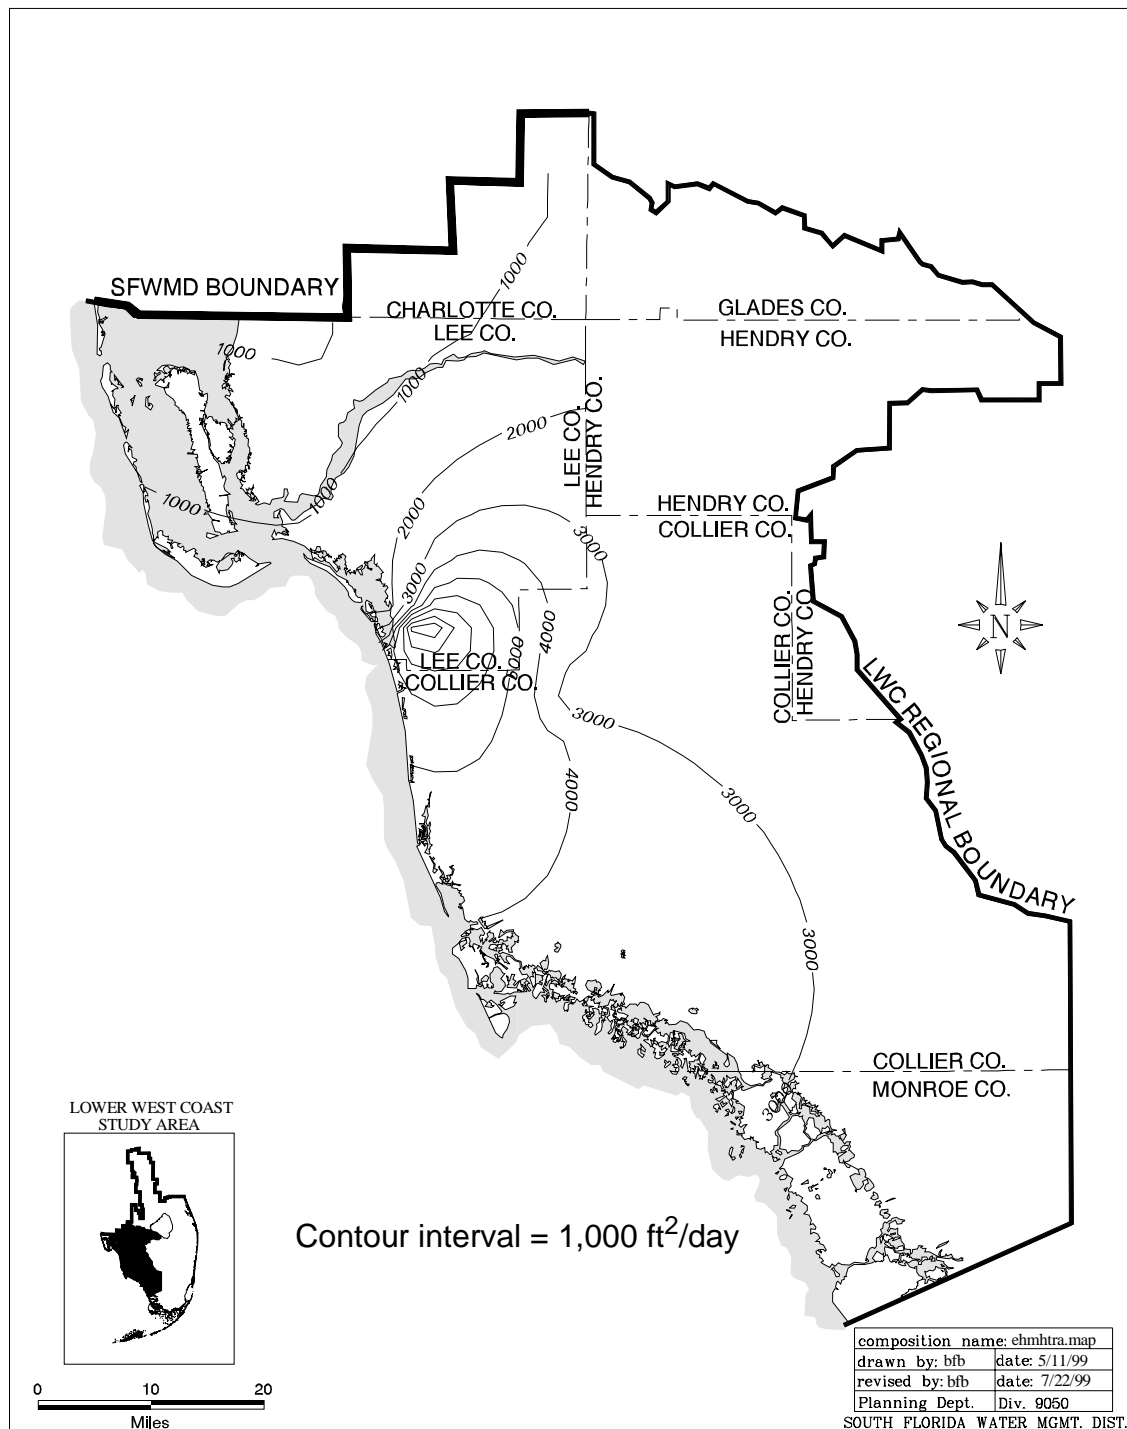 1000
SFWMD BOUNDARY
CHARLOTTE CO.
LEE CO.
GLADES CO.
HENDRY CO.
1000
1000
2000
LEE CO.
HENDRY CO.
1000
1000
2000
HENDRY CO.
COLLIER CO.
3000
3000
4000
COLLIER CO.
HENDRY CO.
N
LEE CO.
COLLIER CO.
LWC REGIONAL BOUNDARY
3000
4000
3000
3000
COLLIER CO.
MONROE CO.
LOWER WEST COAST
STUDY AREA
Contour interval = 1,000 ft²/day
0 10 20
Miles
composition name: ehmhtra.map
drawn by: bfb date: 5/11/99
revised by: bfb date: 7/22/99
Planning Dept. Div. 9050
SOUTH FLORIDA WATER MGMT. DIST.